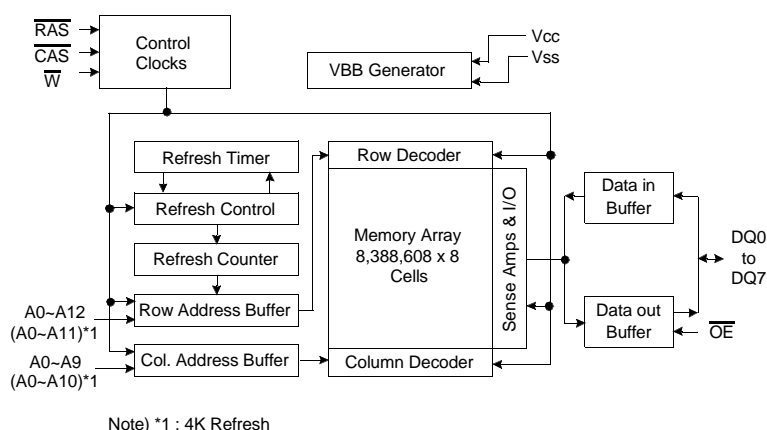 RAS
CAS
W
Control
Clocks
VBB Generator
Vcc
Vss
Refresh Timer
Refresh Control
Refresh Counter
Row Address Buffer
Col. Address Buffer
A0~A12
(A0~A11)*1
A0~A9
(A0~A10)*1
Row Decoder
Memory Array
8,388,608 x 8
Cells
Sense Amps & I/O
Column Decoder
Data in
Buffer
Data out
Buffer
DQ0
to
DQ7
OE
Note) *1 : 4K Refresh